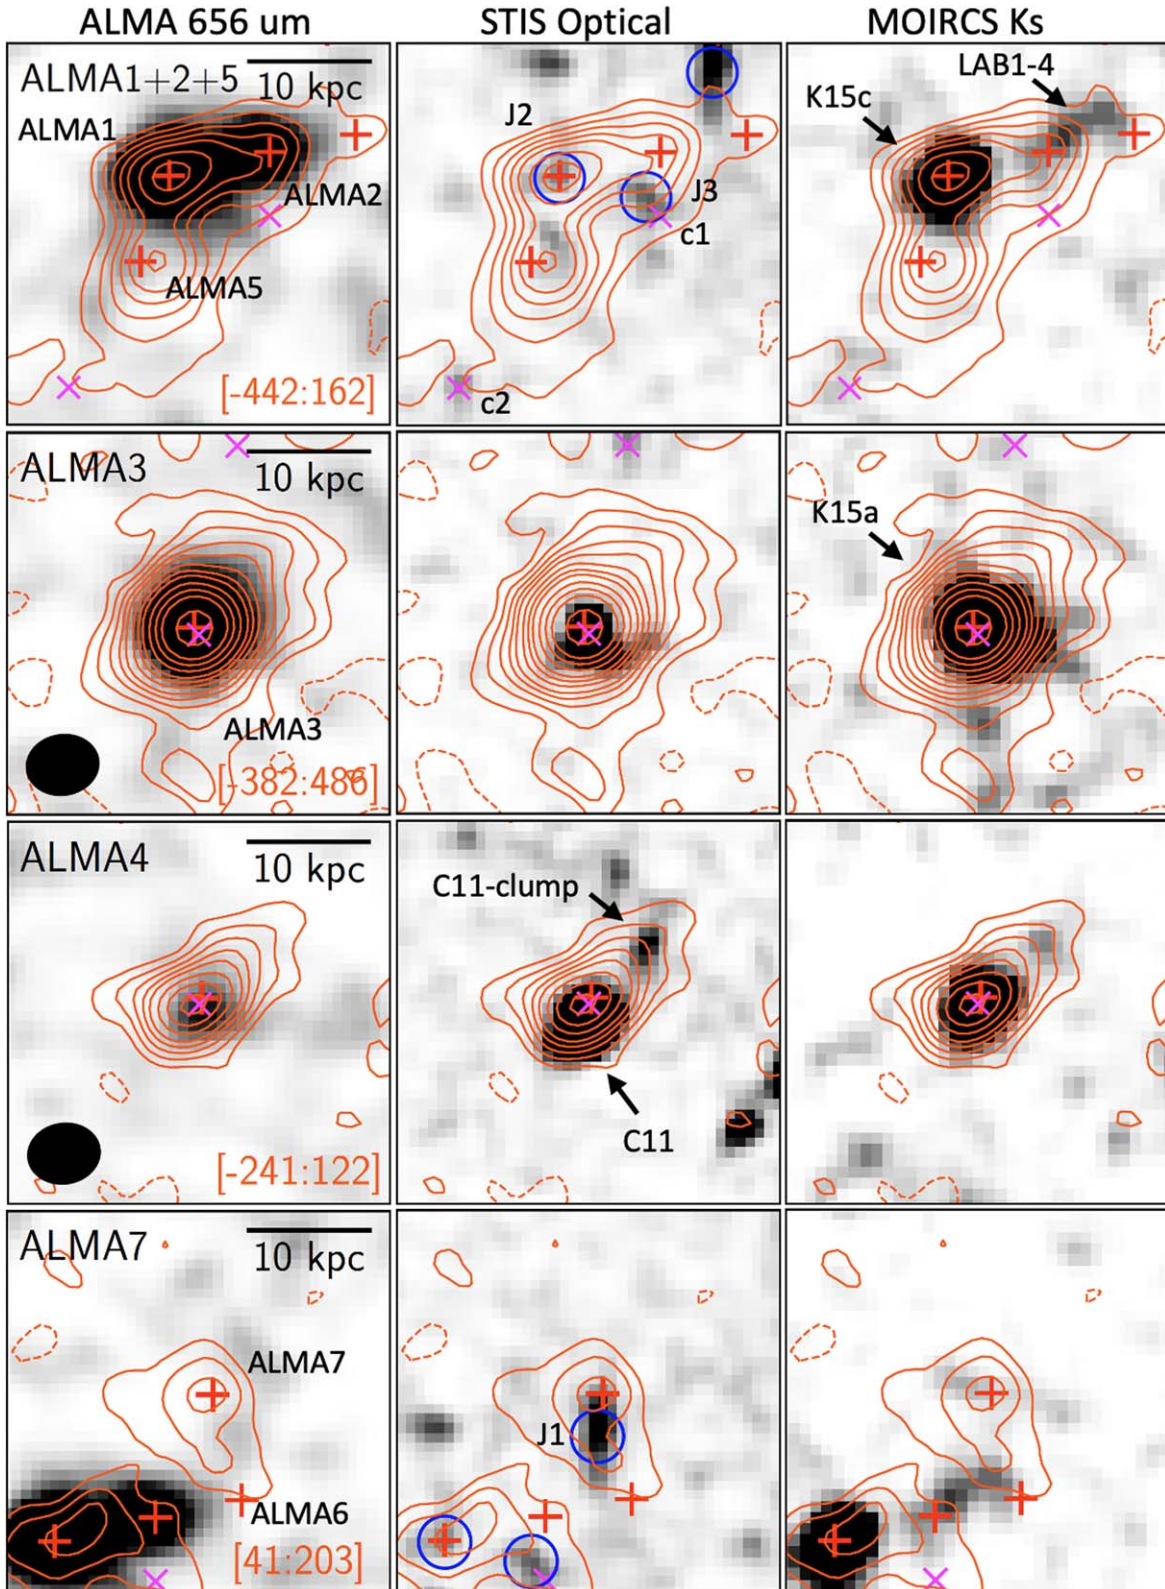 ALMA 656 um
STIS Optical
MOIRCS Ks
ALMA1+2+5
10 kpc
ALMA1
ALMA2
ALMA5
[-442:162]
J2
J3
c1
c2
LAB1-4
K15c
ALMA3
10 kpc
ALMA3
[-382:486]
K15a
ALMA4
10 kpc
[-241:122]
C11-clump
C11
ALMA7
10 kpc
ALMA7
ALMA6
[41:203]
J1